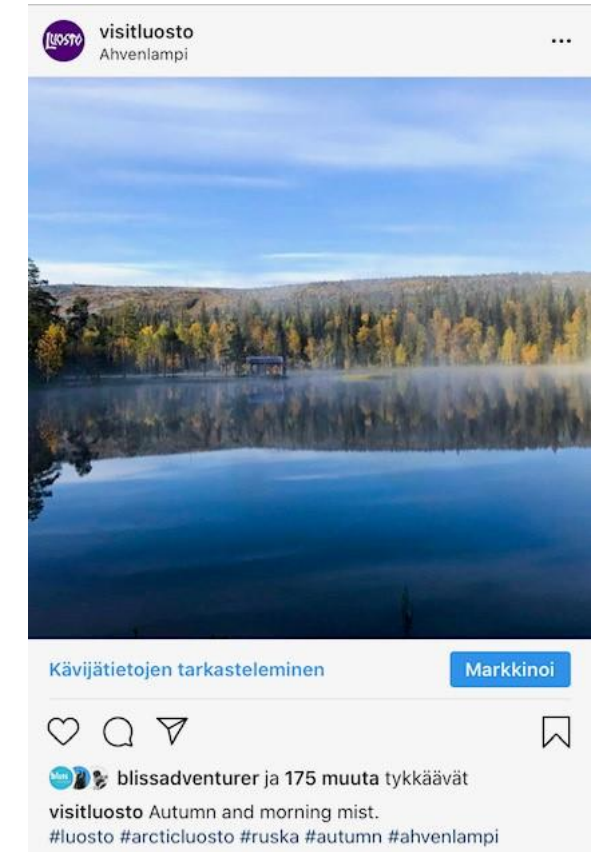 LUOSTO
visitluosto
Ahvenlampi
Kävijätietojen tarkasteleminen
Markkinoi
blissadventurer ja 175 muuta tykkäävät
visitluosto Autumn and morning mist.
#luosto #arcticluosto #ruska #autumn #ahvenlampi